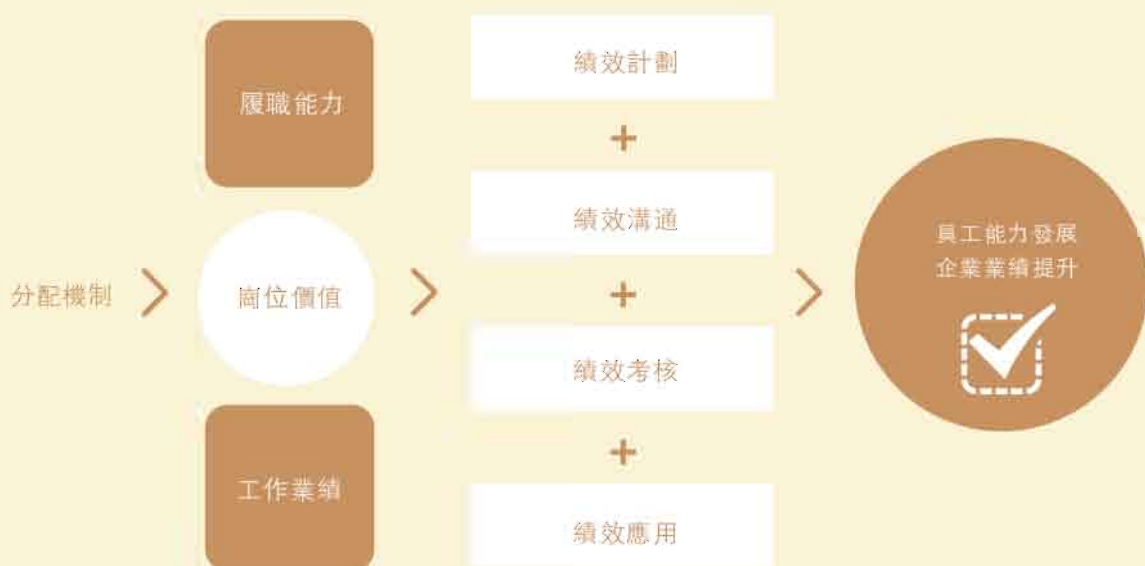 分配機制
履職能力
崗位價值
工作業績
績效計劃
+
績效溝通
+
績效考核
+
績效應用
員工能力發展
企業業績提升